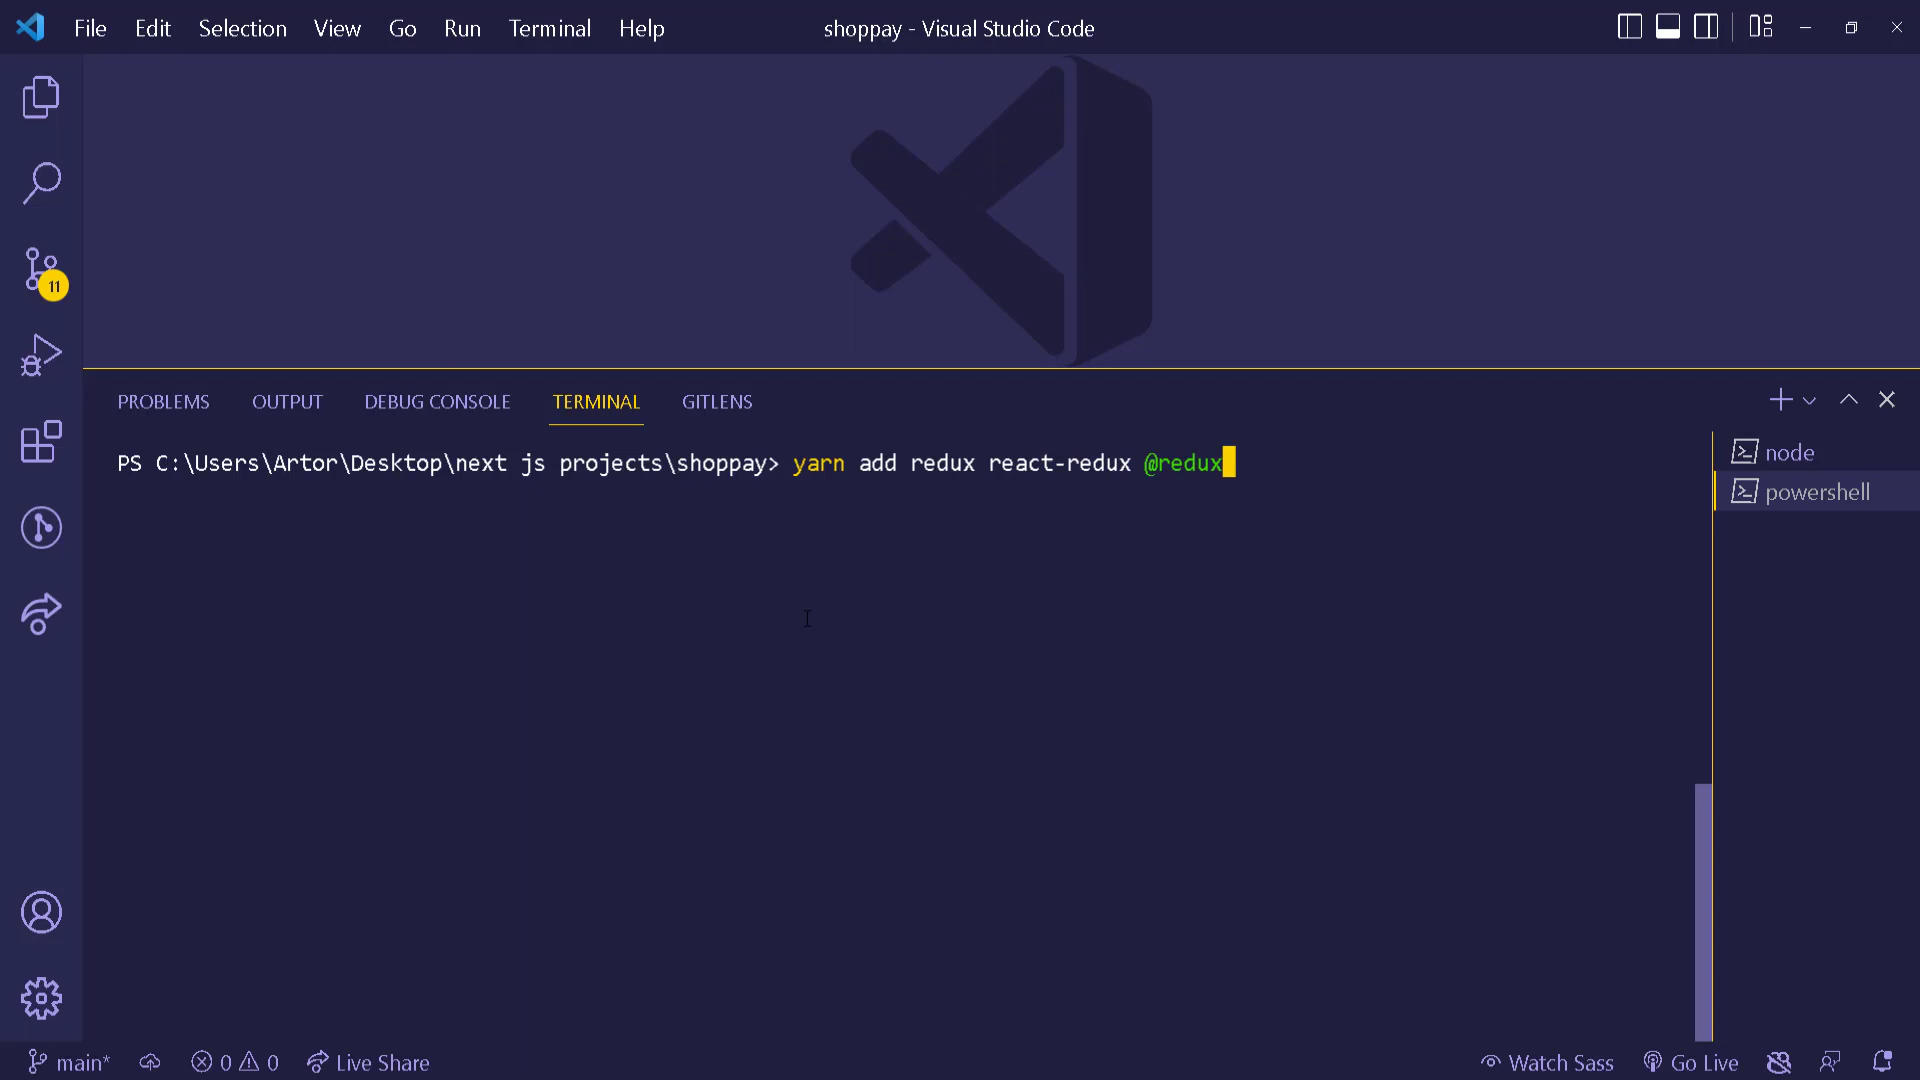 File Edit Selection View Go Run Terminal Help shoppay - Visual Studio Code
11
PROBLEMS OUTPUT DEBUG CONSOLE TERMINAL GITLENS
PS C:\Users\Artor\Desktop\next js projects\shoppay> yarn add redux react-redux @redux
node
powershell
main* 0 0 Live Share Watch Sass Go Live